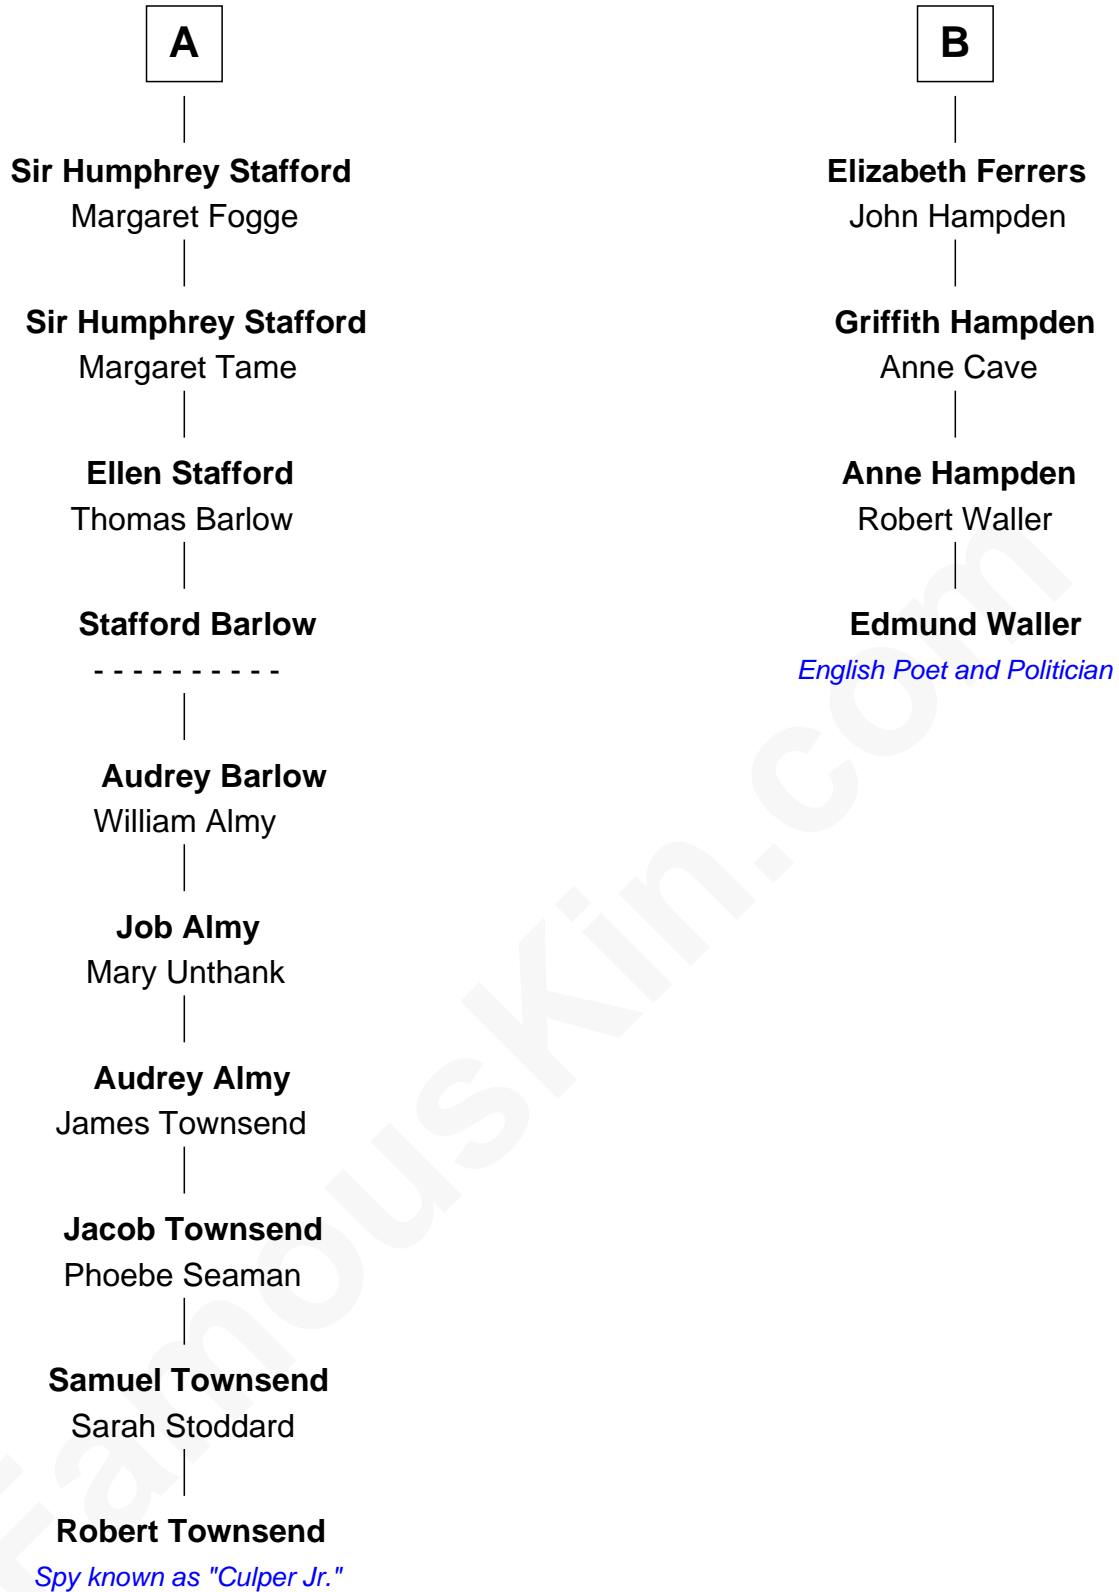 A
Sir Humphrey Stafford
Margaret Fogge
Sir Humphrey Stafford
Margaret Tame
Ellen Stafford
Thomas Barlow
Stafford Barlow
- - - - - - - - - - -
Audrey Barlow
William Almy
Job Almy
Mary Unthank
Audrey Almy
James Townsend
Jacob Townsend
Phoebe Seaman
Samuel Townsend
Sarah Stoddard
Robert Townsend
Spy known as "Culper Jr."
B
Elizabeth Ferrers
John Hampden
Griffith Hampden
Anne Cave
Anne Hampden
Robert Waller
Edmund Waller
English Poet and Politician
FamousKin.com